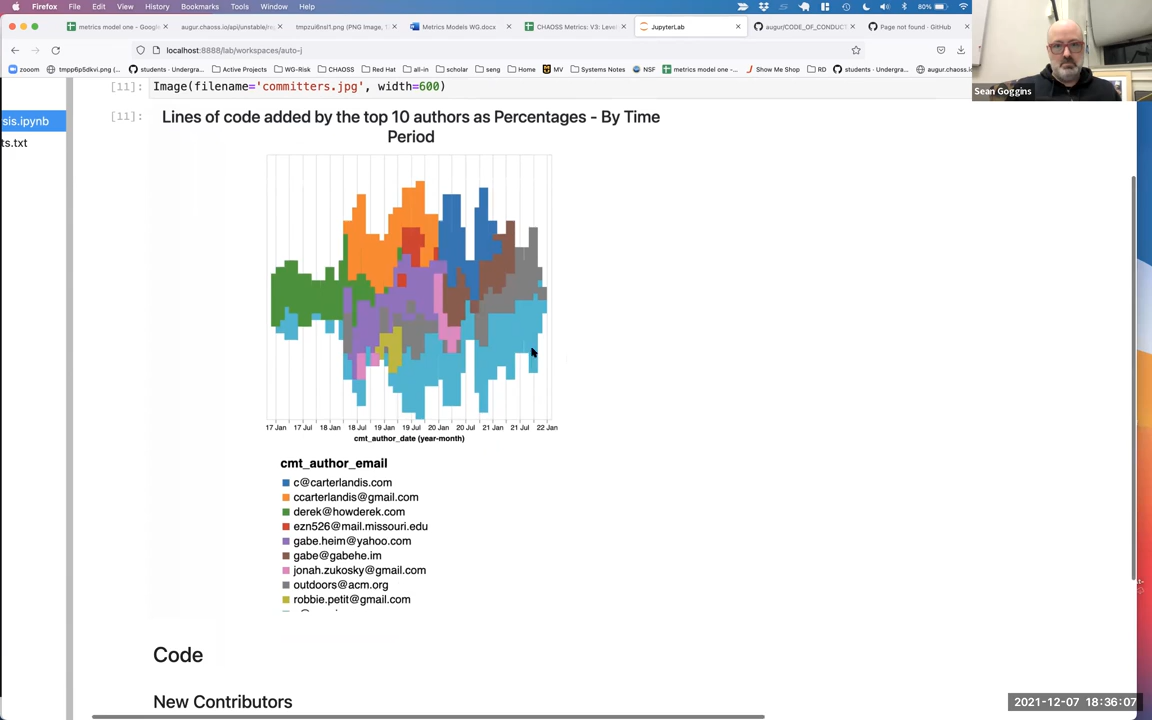 Firefox File Edit View History Bookmarks Tools Window Help 80%
metrics model one - Googl
augur.chaoss.io/api/unstable/re
tmpzui6nsl1.png (PNG Image,
Metrics Models WG.docx
CHAOSS Metrics: V3: Level
JupyterLab
augur/CODE_OF_CONDUCT
Page not found · GitHub
localhost:8888/lab/workspaces/auto-j
zooom
tmpp6p5dkvi.png (...
students · Undergra...
Active Projects
WG-Risk
CHAOSS
Red Hat
all-in
scholar
seng
Home
MV
Systems Notes
NSF
metrics model one -...
Show Me Shop
RD
students · Undergra...
augur.chaoss.io
Sean Goggins
[11]: Image(filename='committers.jpg', width=600)
sis.ipynb
ts.txt
[11]: Lines of code added by the top 10 authors as Percentages - By Time
Period
17 Jan 17 Jul 18 Jan 18 Jul 19 Jan 19 Jul 20 Jan 20 Jul 21 Jan 21 Jul 22 Jan
cmt_author_date (year-month)
cmt_author_email
c@carterlandis.com
ccarterlandis@gmail.com
derek@howderek.com
ezn526@mail.missouri.edu
gabe.heim@yahoo.com
gabe@gabehe.im
jonah.zukosky@gmail.com
outdoors@acm.org
robbie.petit@gmail.com
Code
New Contributors
2021-12-07 18:36:07